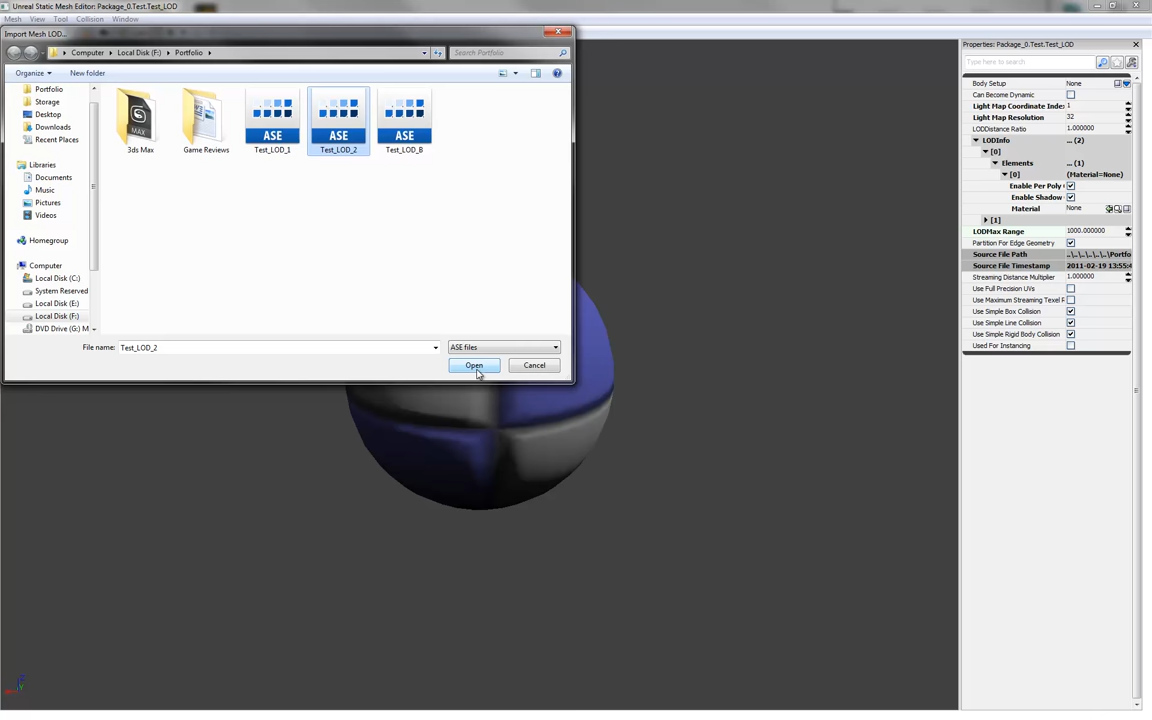 Unreal Static Mesh Editor: Package_0.Test.Test_LOD
Mesh View Tool Collision Window
Import Mesh LOD...
Computer Local Disk (F:) Portfolio
Search Portfolio
Organize New folder
Portfolio
Storage
Desktop
Downloads
Recent Places
Libraries
Documents
Music
Pictures
Videos
Homegroup
Computer
Local Disk (C:)
System Reserved
Local Disk (E:)
Local Disk (F:)
DVD Drive (G:) M
MAX
3ds Max
Game Reviews
ASE
Test_LOD_1
ASE
Test_LOD_2
ASE
Test_LOD_B
File name: Test_LOD_2
ASE files
Open Cancel
Properties: Package_0.Test.Test_LOD
Type here to search
Body Setup None
Can Become Dynamic
Light Map Coordinate Index 1
Light Map Resolution 32
LODDistance Ratio 1.000000
LODInfo ... (2)
[0]
Elements ... (1)
[0] (Material=None)
Enable Per Poly
Enable Shadow
Material None
[1]
LODMax Range 1000.000000
Partition For Edge Geometry
Source File Path ..\..\..\..\..\Portfo
Source File Timestamp 2011-02-19 13:55:4
Streaming Distance Multiplier 1.000000
Use Full Precision UVs
Use Maximum Streaming Texel R
Use Simple Box Collision
Use Simple Line Collision
Use Simple Rigid Body Collision
Used For Instancing
Z
Y